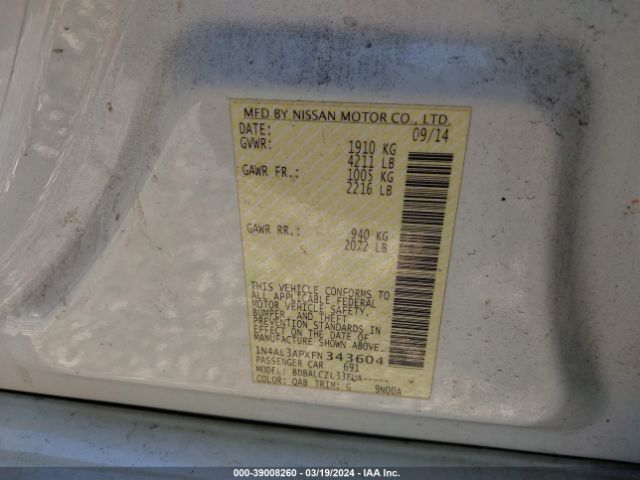 MFD BY NISSAN MOTOR CO., LTD.
DATE: 09/14
GVWR: 1910 KG
4211 LB
GAWR FR.: 1005 KG
2216 LB
GAWR RR.: 940 KG
2072 LB
THIS VEHICLE CONFORMS TO
ALL APPLICABLE FEDERAL
MOTOR VEHICLE SAFETY,
BUMPER, AND THEFT
PREVENTION STANDARDS IN
EFFECT ON THE DATE OF
MANUFACTURE SHOWN ABOVE.
1N4AL3APXFN 343604
PASSENGER CAR 691
MODEL:
COLOR: QAB TRIM: G 9N00A
000-39008260 - 03/19/2024 - IAA Inc.